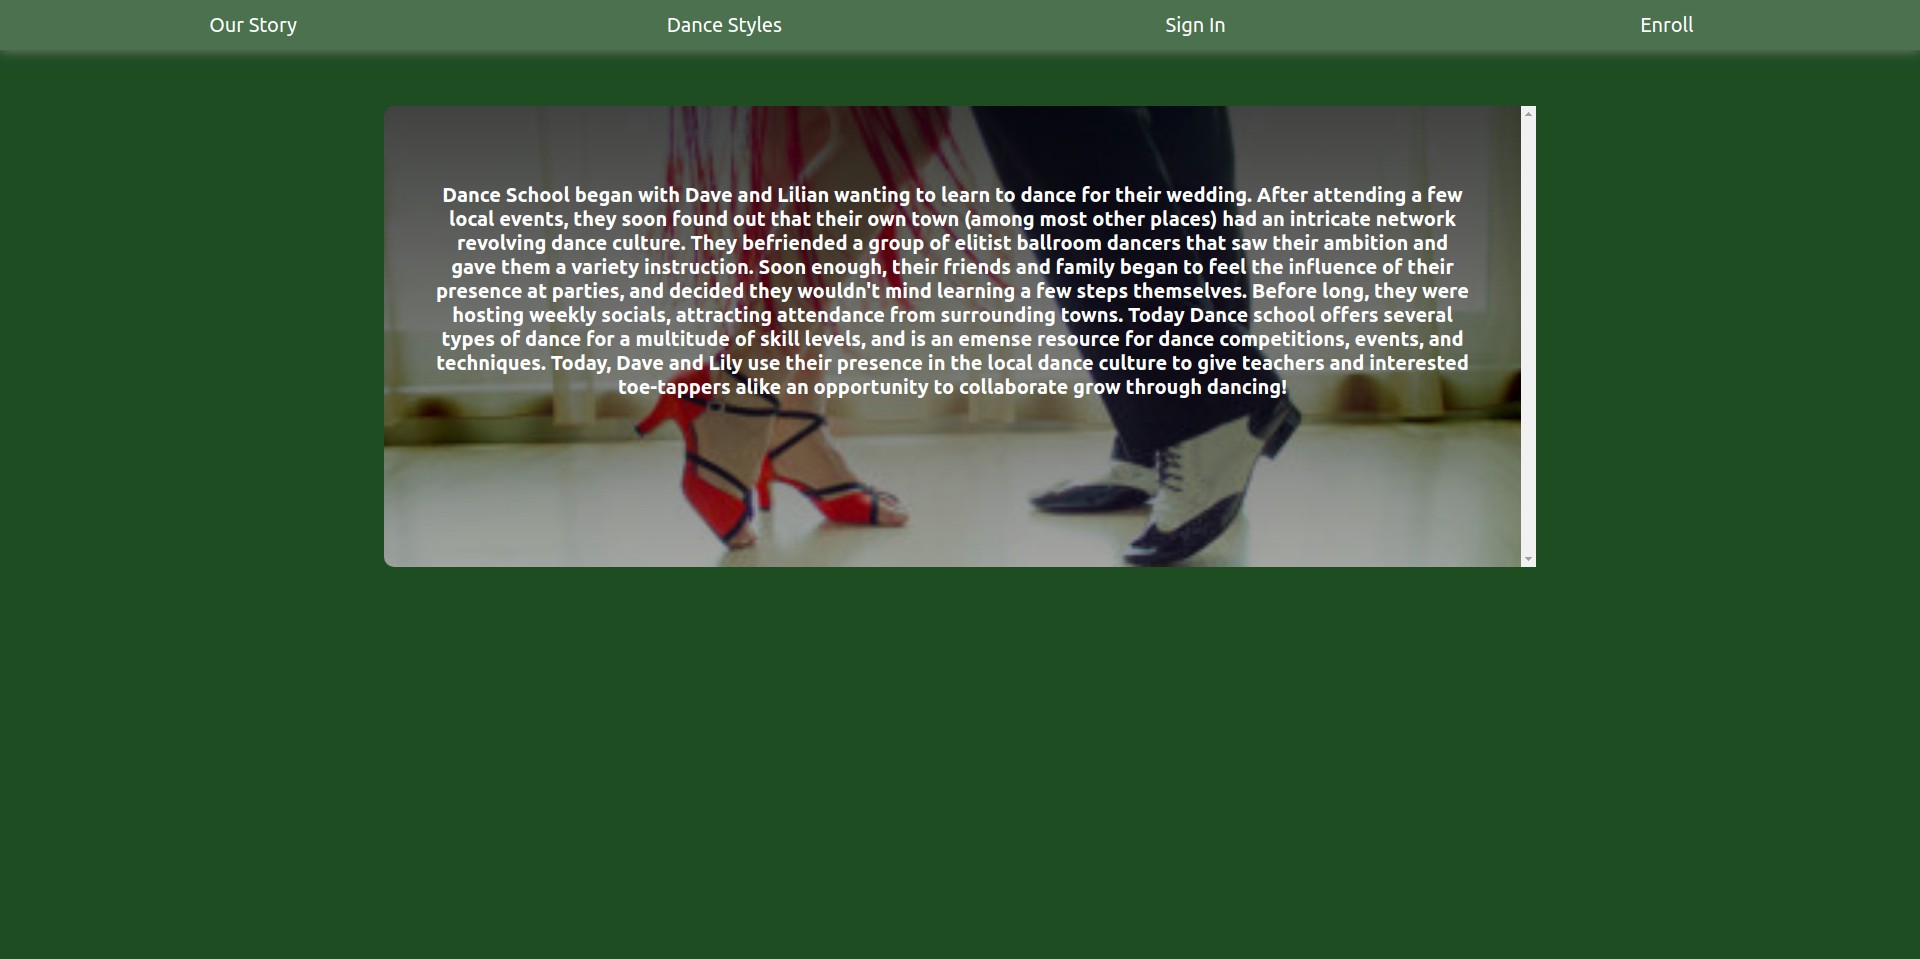 Our Story
Dance Styles
Sign In
Enroll
Dance School began with Dave and Lilian wanting to learn to dance for their wedding. After attending a few
local events, they soon found out that their own town (among most other places) had an intricate network
revolving dance culture. They befriended a group of elitist ballroom dancers that saw their ambition and
gave them a variety instruction. Soon enough, their friends and family began to feel the influence of their
presence at parties, and decided they wouldn't mind learning a few steps themselves. Before long, they were
hosting weekly socials, attracting attendance from surrounding towns. Today Dance school offers several
types of dance for a multitude of skill levels, and is an emense resource for dance competitions, events, and
techniques. Today, Dave and Lily use their presence in the local dance culture to give teachers and interested
toe-tappers alike an opportunity to collaborate grow through dancing!